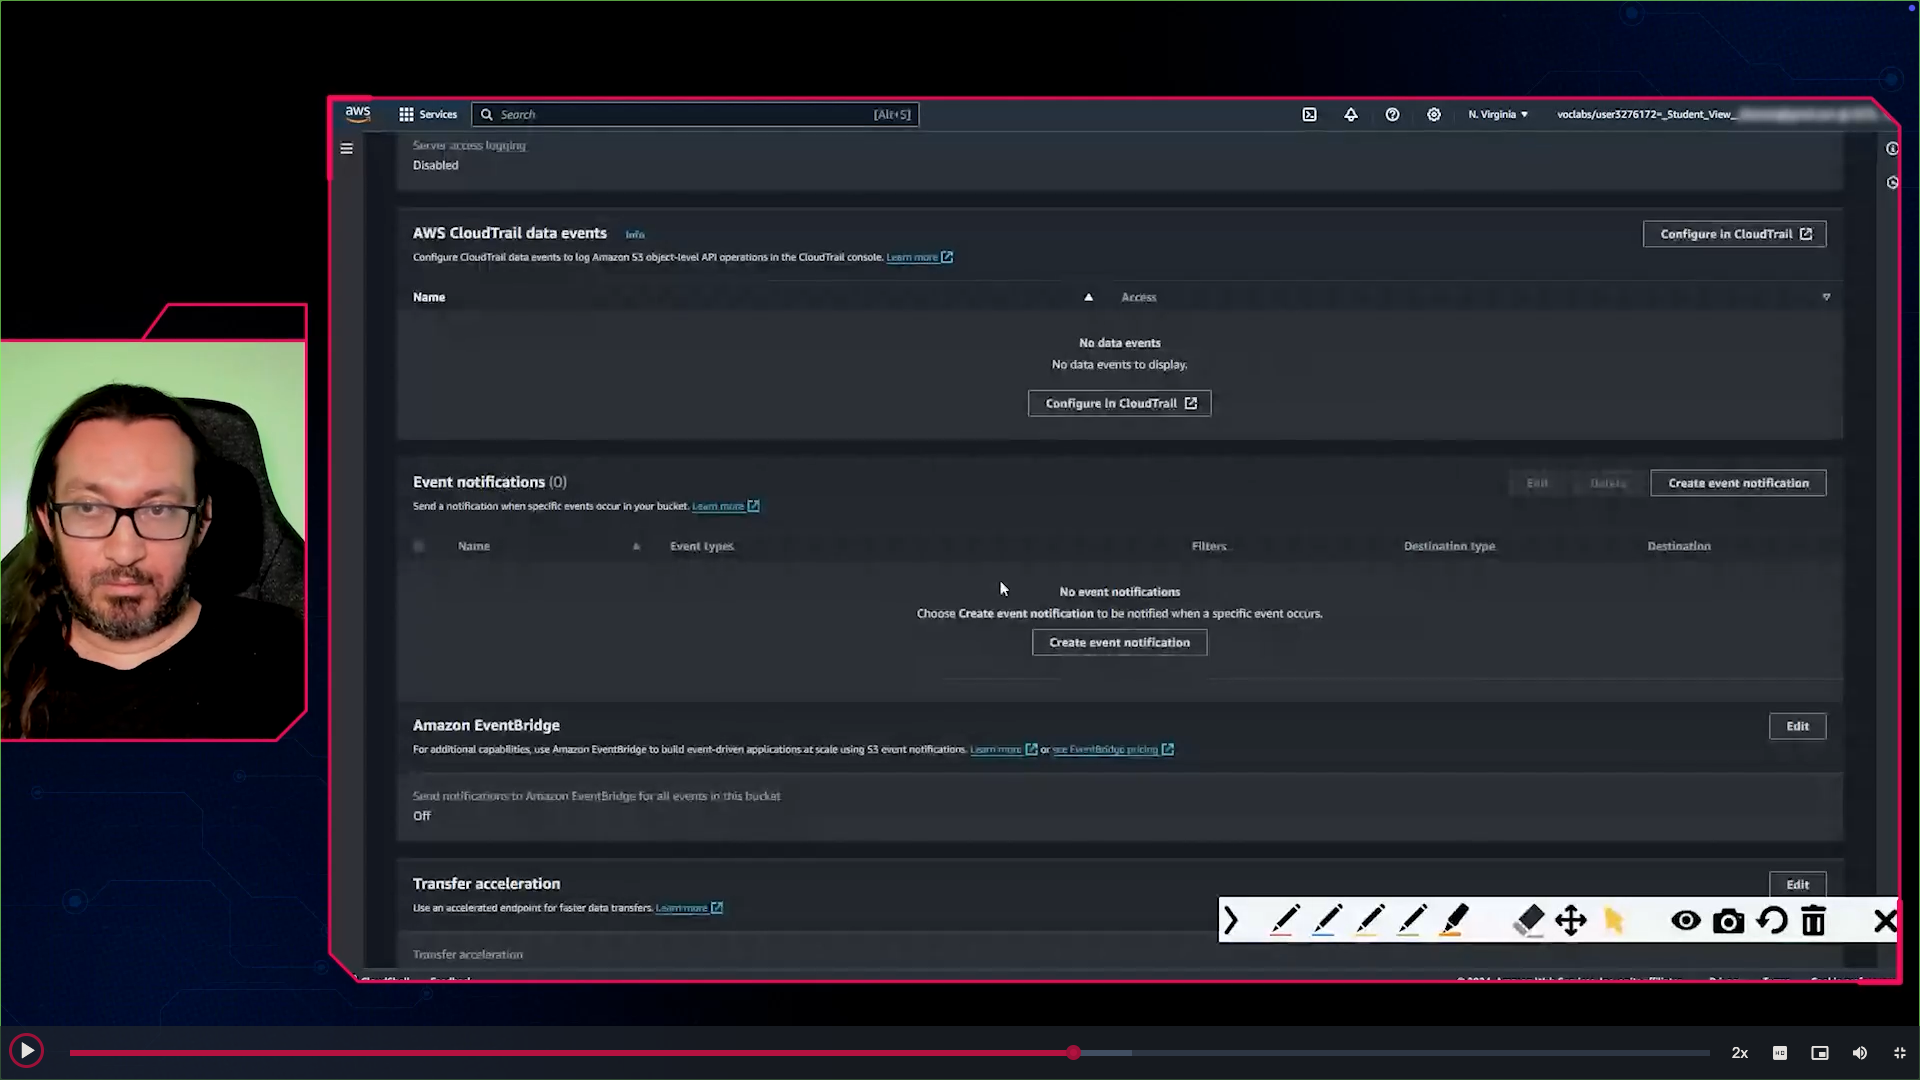 aws
Services
Search
[Alt+S]
N. Virginia
voclabs/user3276172=_Student_View_
Server access logging
Disabled
AWS CloudTrail data events
Info
Configure in CloudTrail
Configure CloudTrail data events to log Amazon S3 object-level API operations in the CloudTrail console. Learn more
Name
Access
No data events
No data events to display.
Configure in CloudTrail
Event notifications (0)
Edit
Delete
Create event notification
Send a notification when specific events occur in your bucket. Learn more
Name
Event types
Filters
Destination type
Destination
No event notifications
Choose Create event notification to be notified when a specific event occurs.
Create event notification
Amazon EventBridge
Edit
For additional capabilities, use Amazon EventBridge to build event-driven applications at scale using S3 event notifications. Learn more or see EventBridge pricing
Send notifications to Amazon EventBridge for all events in this bucket
Off
Transfer acceleration
Edit
Use an accelerated endpoint for faster data transfers. Learn more
Transfer acceleration
2x